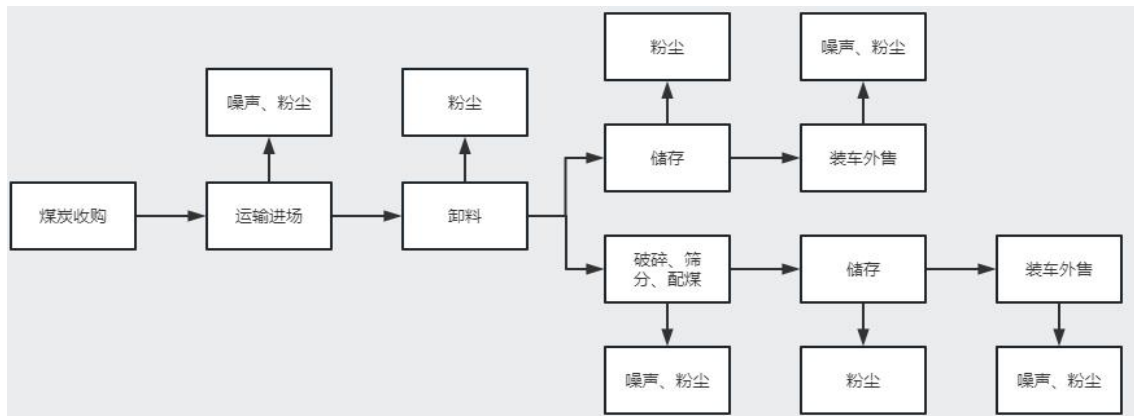 粉尘
噪声、粉尘
噪声、粉尘
粉尘
储存
装车外售
煤炭收购
运输进场
卸料
破碎、筛
分、配煤
储存
装车外售
噪声、粉尘
粉尘
噪声、粉尘